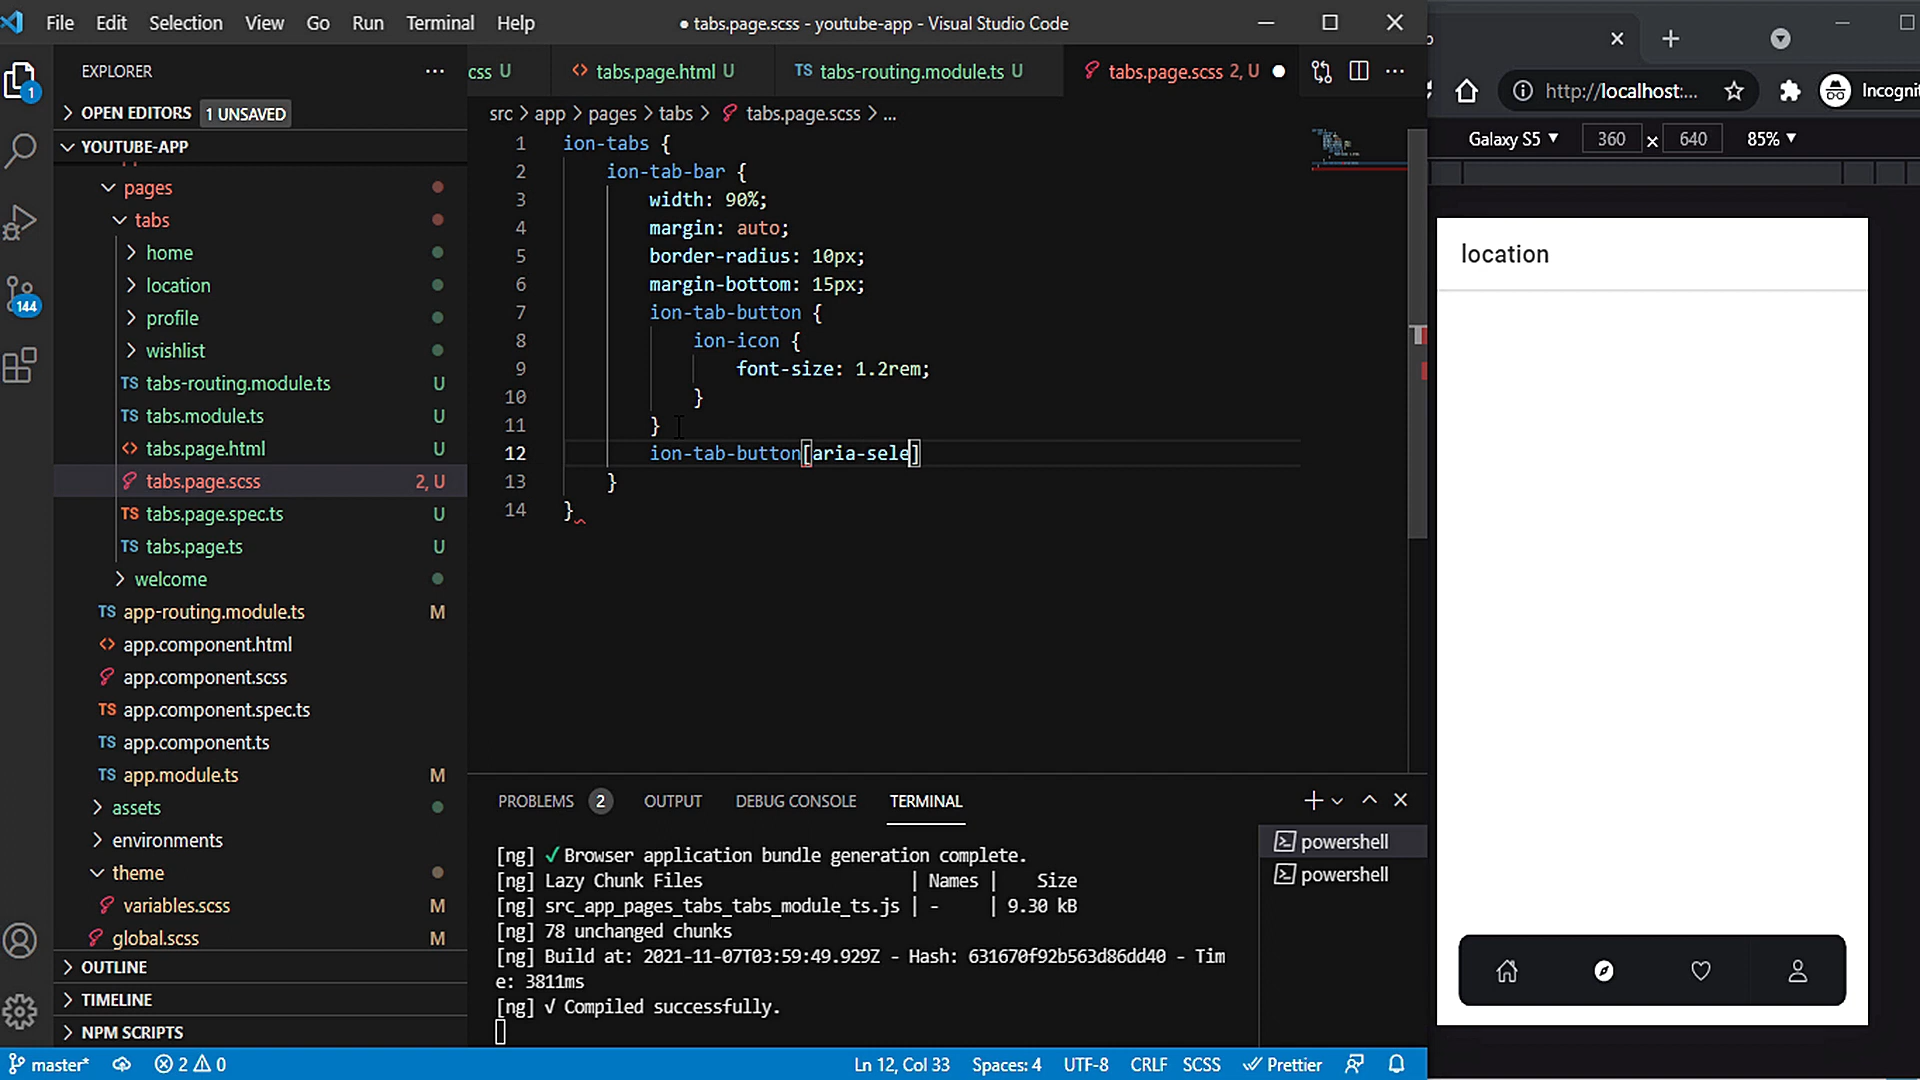 File Edit Selection View Go Run Terminal Help
● tabs.page.scss - youtube-app - Visual Studio Code
EXPLORER
OPEN EDITORS 1 UNSAVED
YOUTUBE-APP
pages
tabs
home
location
profile
wishlist
TS tabs-routing.module.ts U
TS tabs.module.ts U
<> tabs.page.html U
tabs.page.scss 2, U
TS tabs.page.spec.ts U
TS tabs.page.ts U
welcome
TS app-routing.module.ts M
<> app.component.html
app.component.scss
TS app.component.spec.ts
TS app.component.ts
TS app.module.ts M
assets
environments
theme
variables.scss M
global.scss M
OUTLINE
TIMELINE
NPM SCRIPTS
1
144
css U <> tabs.page.html U TS tabs-routing.module.ts U tabs.page.scss 2, U ●
src > app > pages > tabs > tabs.page.scss > ...
1 ion-tabs {
2 ion-tab-bar {
3 width: 90%;
4 margin: auto;
5 border-radius: 10px;
6 margin-bottom: 15px;
7 ion-tab-button {
8 ion-icon {
9 font-size: 1.2rem;
10 }
11 }
12 ion-tab-button[aria-sele]
13 }
14 }
PROBLEMS 2 OUTPUT DEBUG CONSOLE TERMINAL
[ng] ✓ Browser application bundle generation complete.
[ng] Lazy Chunk Files | Names | Size
[ng] src_app_pages_tabs_tabs_module_ts.js | - | 9.30 kB
[ng] 78 unchanged chunks
[ng] Build at: 2021-11-07T03:59:49.929Z - Hash: 631670f92b563d86dd40 - Tim
e: 3811ms
[ng] √ Compiled successfully.
powershell
powershell
master* 2 0
Ln 12, Col 33 Spaces: 4 UTF-8 CRLF SCSS Prettier
http://localhost:... Incognit
Galaxy S5 ▼ 360 x 640 85% ▼
location